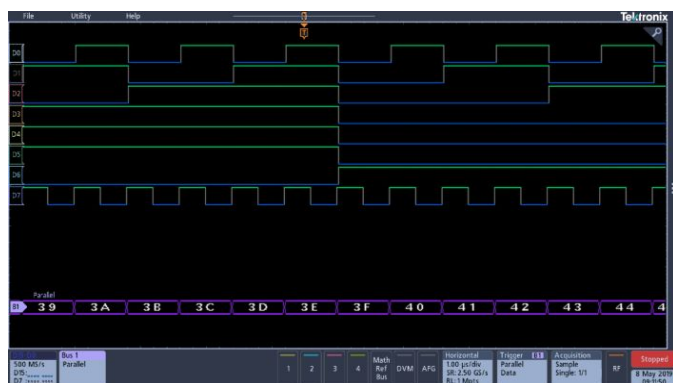 File Utility Help Tektronix
T
D0
D1
D2
D3
D4
D5
D6
D7
Parallel
B1 39 3A 3B 3C 3D 3E 3F 40 41 42 43 44 4
Bus 1
Parallel
500 MS/s
D15:
D7
1 2 3 4
Math
Ref
Bus
DVM AFG
Horizontal
1.00 µs/div
SR: 2.50 GS/s
RL: 1 Mpts
Trigger
Parallel
Data
Acquisition
Sample
Single: 1/1
RF
Stopped
8 May 2019